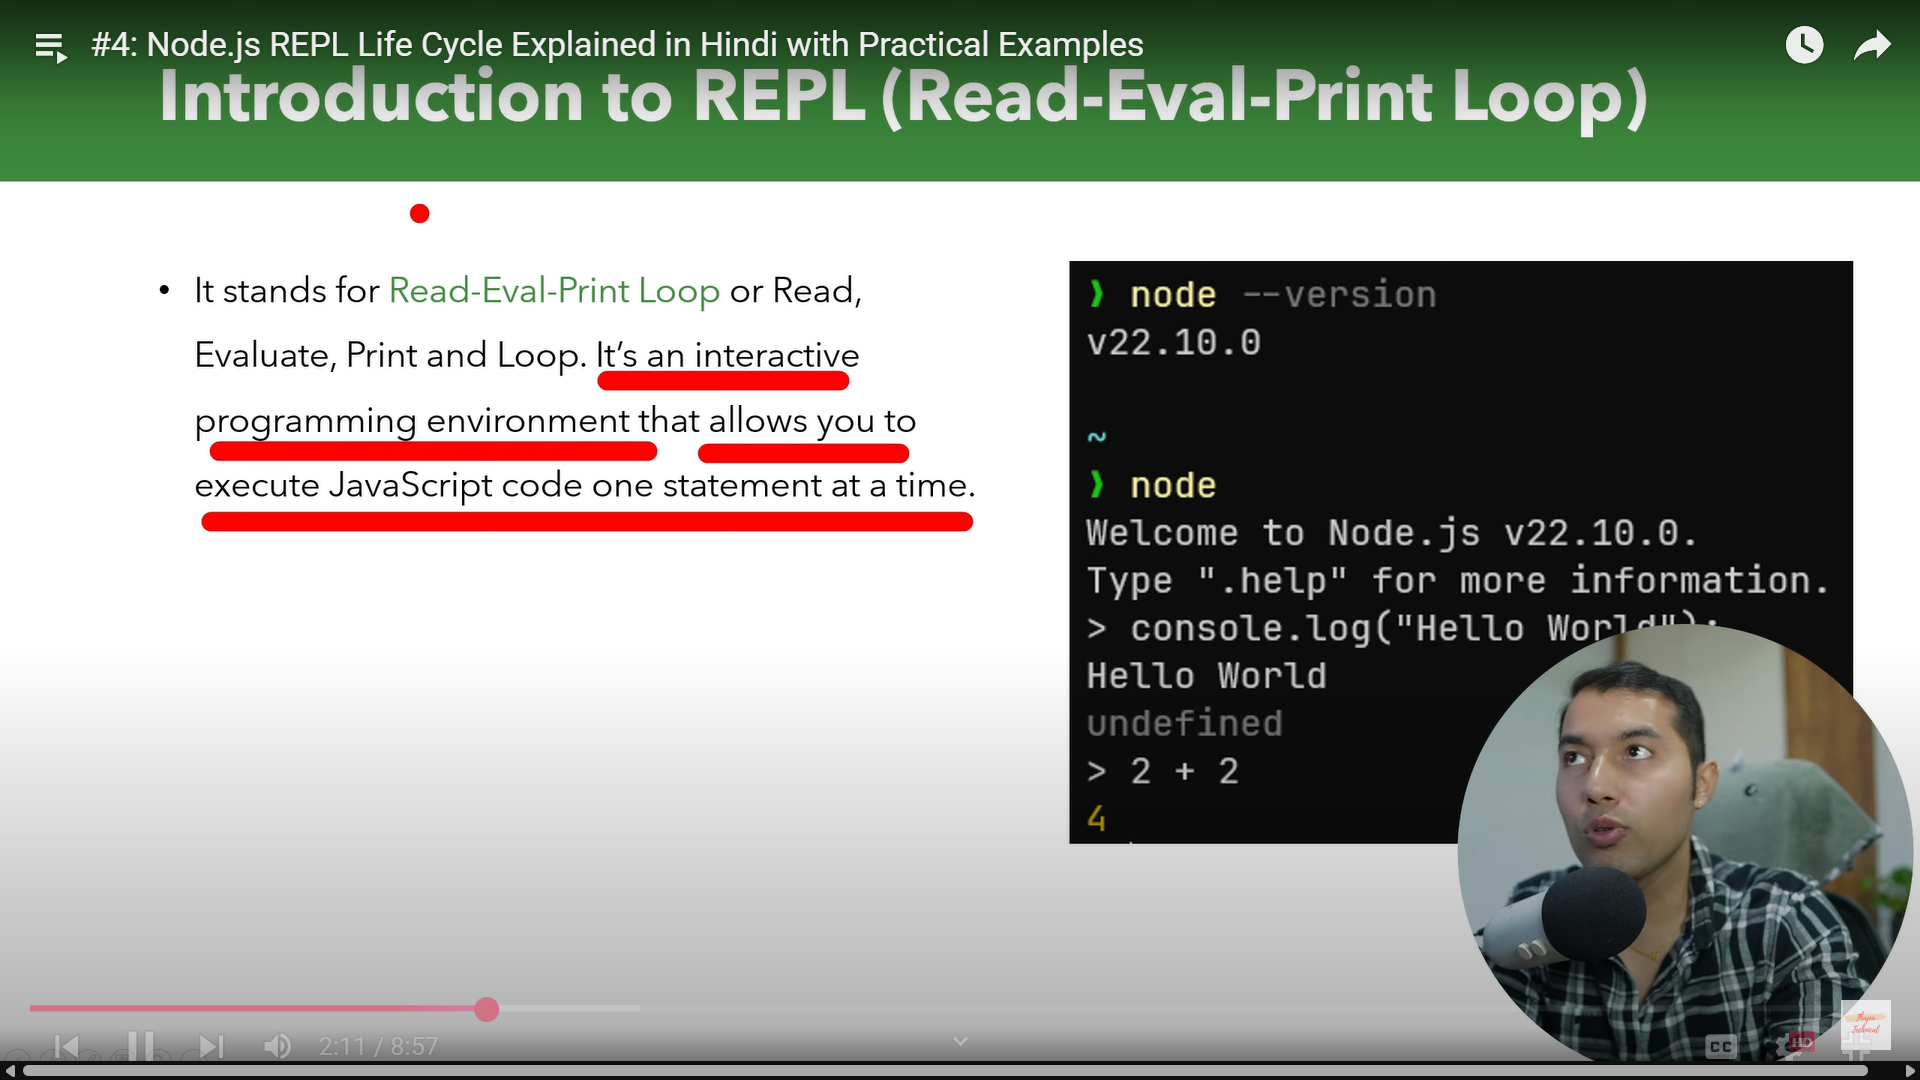 #4: Node.js REPL Life Cycle Explained in Hindi with Practical Examples
Introduction to REPL (Read-Eval-Print Loop)
• It stands for Read-Eval-Print Loop or Read,
Evaluate, Print and Loop. It’s an interactive
programming environment that allows you to
execute JavaScript code one statement at a time.
❯ node --version
v22.10.0
~
❯ node
Welcome to Node.js v22.10.0.
Type ".help" for more information.
> console.log("Hello World");
Hello World
undefined
> 2 + 2
4
2:11 / 8:57
CC
HD
Thapa
Technical